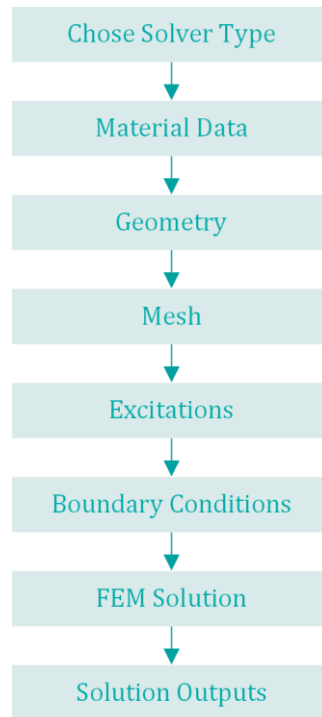 Chose Solver Type
Material Data
Geometry
Mesh
Excitations
Boundary Conditions
FEM Solution
Solution Outputs